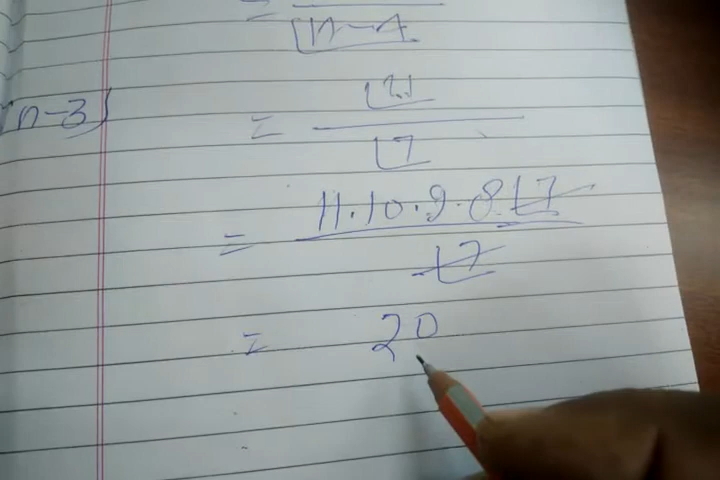 =
|n-4
(n-3)
= |11 / |7
= 11.10.9.8 |7 / |7
= 20